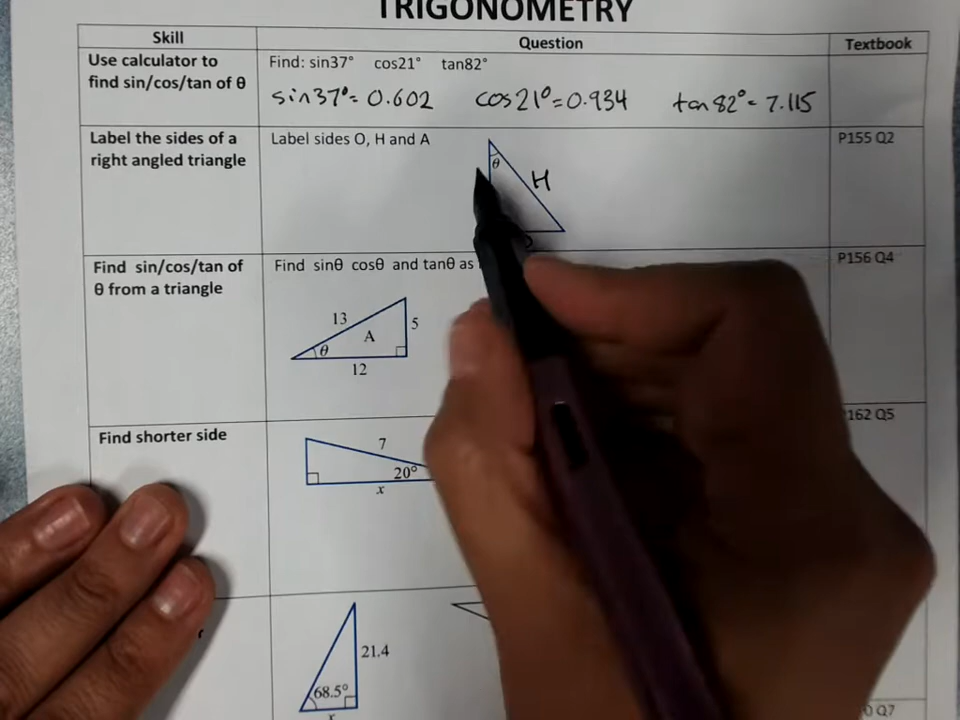 TRIGONOMETRY
Skill Question Textbook
Use calculator to
find sin/cos/tan of θ
Find: sin37° cos21° tan82°
sin37°= 0.602 cos21°=0.934 tan82°= 7.115
Label the sides of a
right angled triangle
Label sides O, H and A
θ
H
P155 Q2
Find sin/cos/tan of
θ from a triangle
Find sinθ cosθ and tanθ as
13
A
5
θ
12
P156 Q4
Find shorter side
7
20°
x
162 Q5
21.4
68.5°
Q7